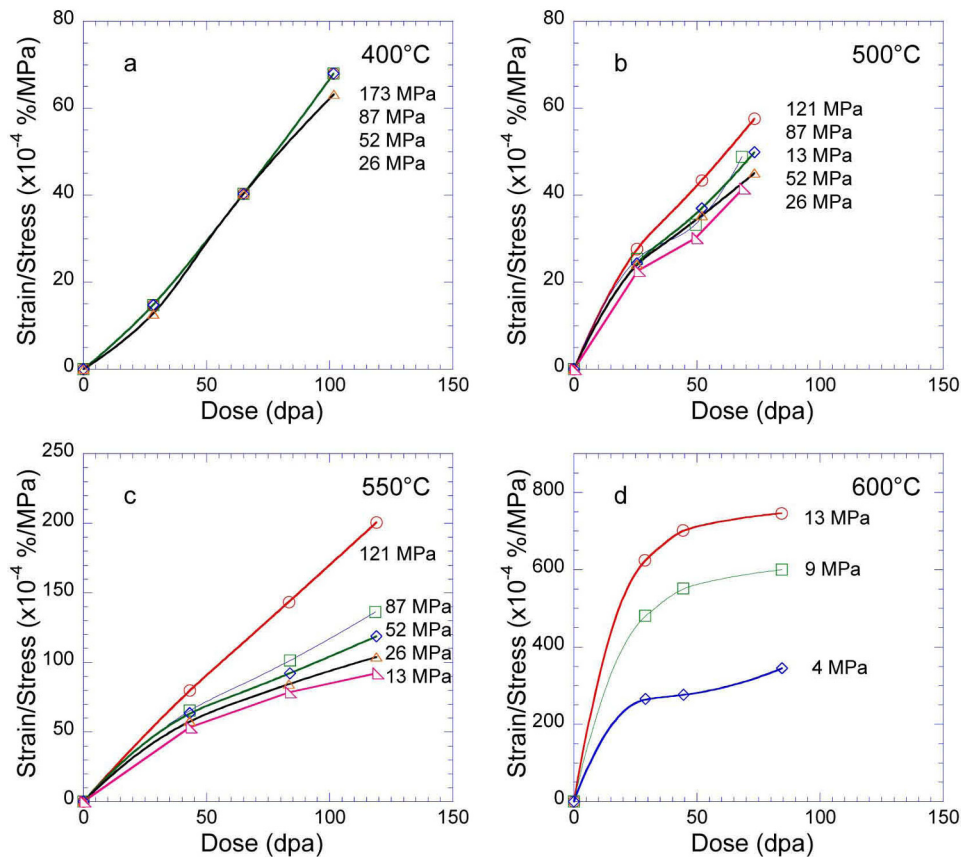 a
400°C
173 MPa
87 MPa
52 MPa
26 MPa
80
60
40
20
0
0
50
100
150
Strain/Stress (x10⁻⁴ %/MPa)
Dose (dpa)
b
500°C
121 MPa
87 MPa
13 MPa
52 MPa
26 MPa
80
60
40
20
0
0
50
100
150
Strain/Stress (x10⁻⁴ %/MPa)
Dose (dpa)
c
550°C
121 MPa
87 MPa
52 MPa
26 MPa
13 MPa
250
200
150
100
50
0
0
50
100
150
Strain/Stress (x10⁻⁴ %/MPa)
Dose (dpa)
d
600°C
13 MPa
9 MPa
4 MPa
800
600
400
200
0
0
50
100
150
Strain/Stress (x10⁻⁴ %/MPa)
Dose (dpa)